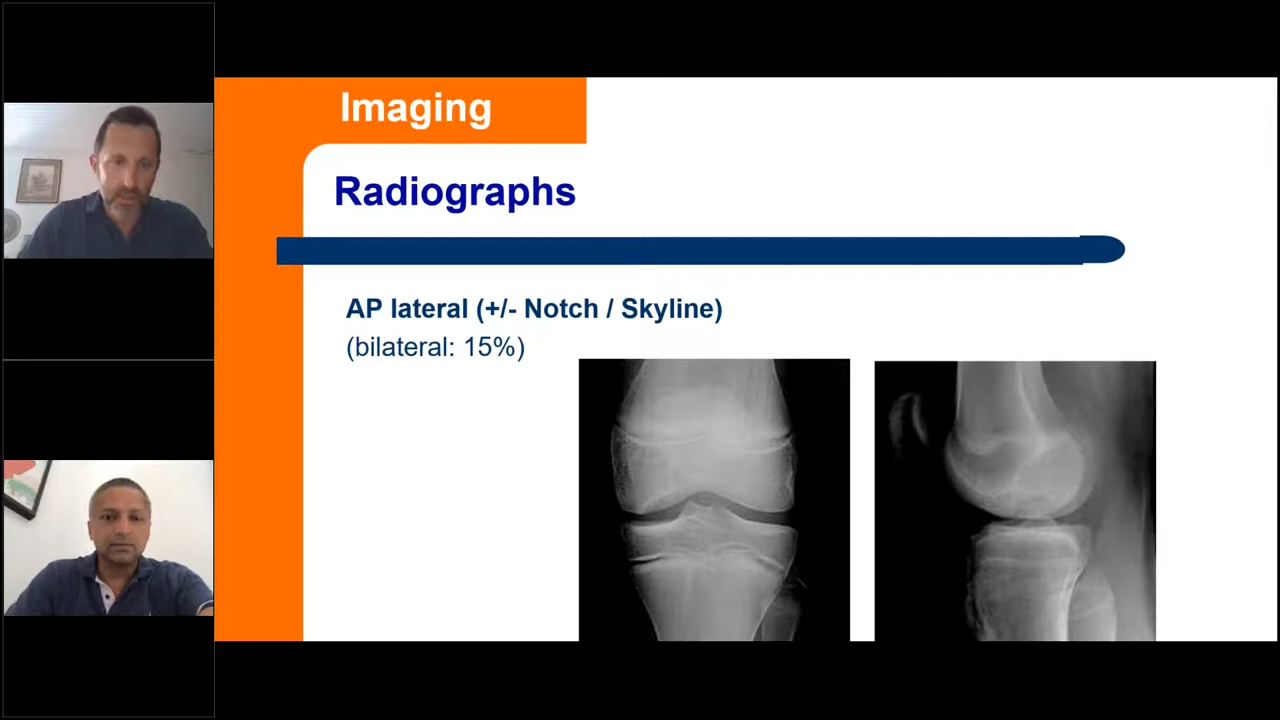 Imaging
Radiographs
AP lateral (+/- Notch / Skyline)
(bilateral: 15%)